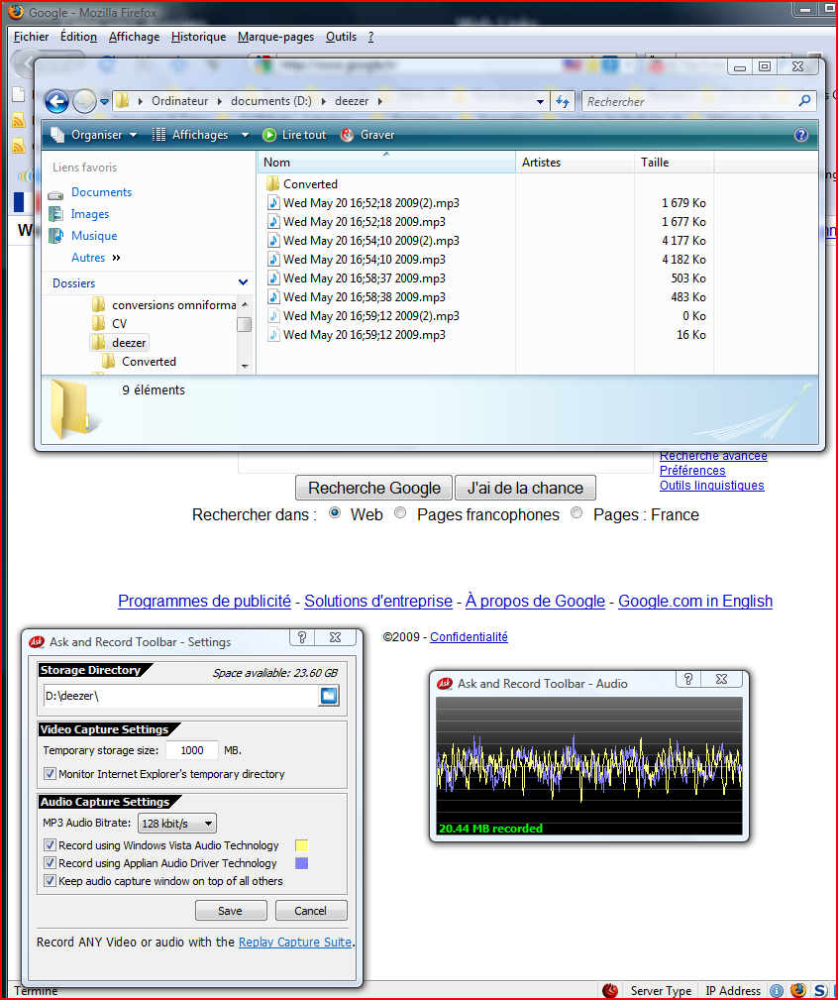 Google - Mozilla Firefox
Fichier Édition Affichage Historique Marque-pages Outils ?
Ordinateur documents (D:) deezer
Rechercher
Organiser Affichages Lire tout Graver
Liens favoris
Documents
Images
Musique
Autres »
Dossiers
conversions omniforma
CV
deezer
Converted
Nom Artistes Taille
Converted
Wed May 20 16;52;18 2009(2).mp3 1 679 Ko
Wed May 20 16;52;18 2009.mp3 1 677 Ko
Wed May 20 16;54;10 2009(2).mp3 4 177 Ko
Wed May 20 16;54;10 2009.mp3 4 182 Ko
Wed May 20 16;58;37 2009.mp3 503 Ko
Wed May 20 16;58;38 2009.mp3 483 Ko
Wed May 20 16;59;12 2009(2).mp3 0 Ko
Wed May 20 16;59;12 2009.mp3 16 Ko
9 éléments
Recherche avancée
Préférences
Outils linguistiques
Recherche Google J'ai de la chance
Rechercher dans : Web Pages francophones Pages : France
Programmes de publicité - Solutions d'entreprise - À propos de Google - Google.com in English
©2009 - Confidentialité
Ask and Record Toolbar - Settings
Storage Directory Space avaliable: 23.60 GB
D:\deezer\
Video Capture Settings
Temporary storage size: 1000 MB.
Monitor Internet Explorer's temporary directory
Audio Capture Settings
MP3 Audio Bitrate: 128 kbit/s
Record using Windows Vista Audio Technology
Record using Applian Audio Driver Technology
Keep audio capture window on top of all others
Save Cancel
Record ANY Video or audio with the Replay Capture Suite.
Ask and Record Toolbar - Audio
20.44 MB recorded
Terminé
Server Type IP Address